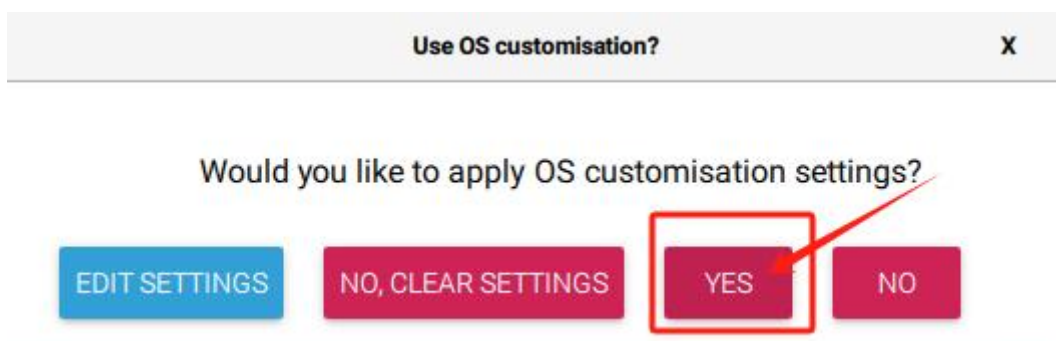 Use OS customisation?
X
Would you like to apply OS customisation settings?
EDIT SETTINGS
NO, CLEAR SETTINGS
YES
NO